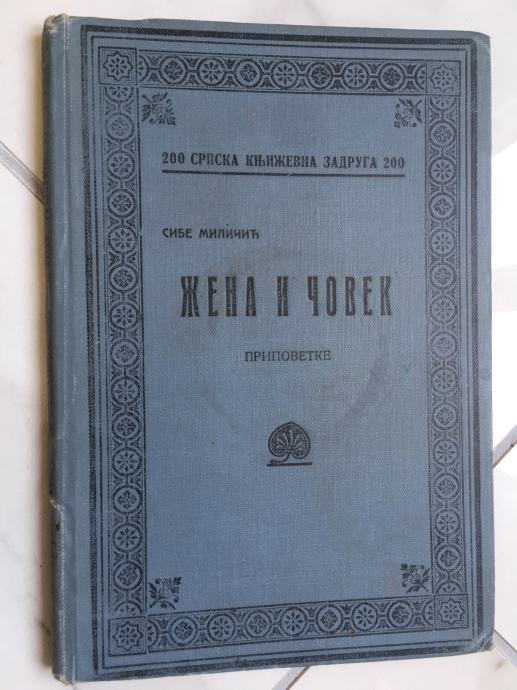 200 СРПСКА КЊИЖЕВНА ЗАДРУГА 200
СИБЕ МИЛИЧИЋ
ЖЕНА И ЧОВЕК
ПРИПОВЕТКЕ